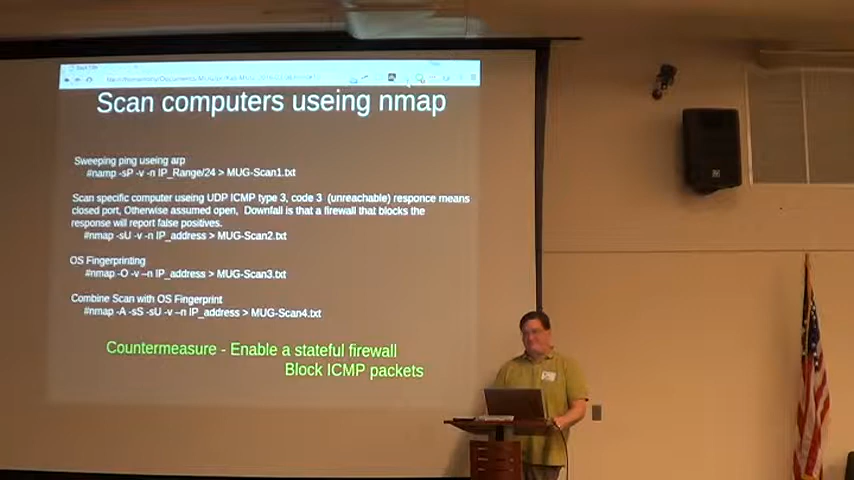 Scan computers useing nmap
Sweeping ping useing arp
#namp -sP -v -n IP_Range/24 > MUG-Scan1.txt
Scan specific computer useing UDP ICMP type 3, code 3 (unreachable) responce means
closed port, Otherwise assumed open, Downfall is that a firewall that blocks the
response will report false positives.
#nmap -sU -v -n IP_address > MUG-Scan2.txt
OS Fingerprinting
#nmap -O -v –n IP_address > MUG-Scan3.txt
Combine Scan with OS Fingerprint
#nmap -A -sS -sU -v –n IP_address > MUG-Scan4.txt
Countermeasure - Enable a stateful firewall
Block ICMP packets